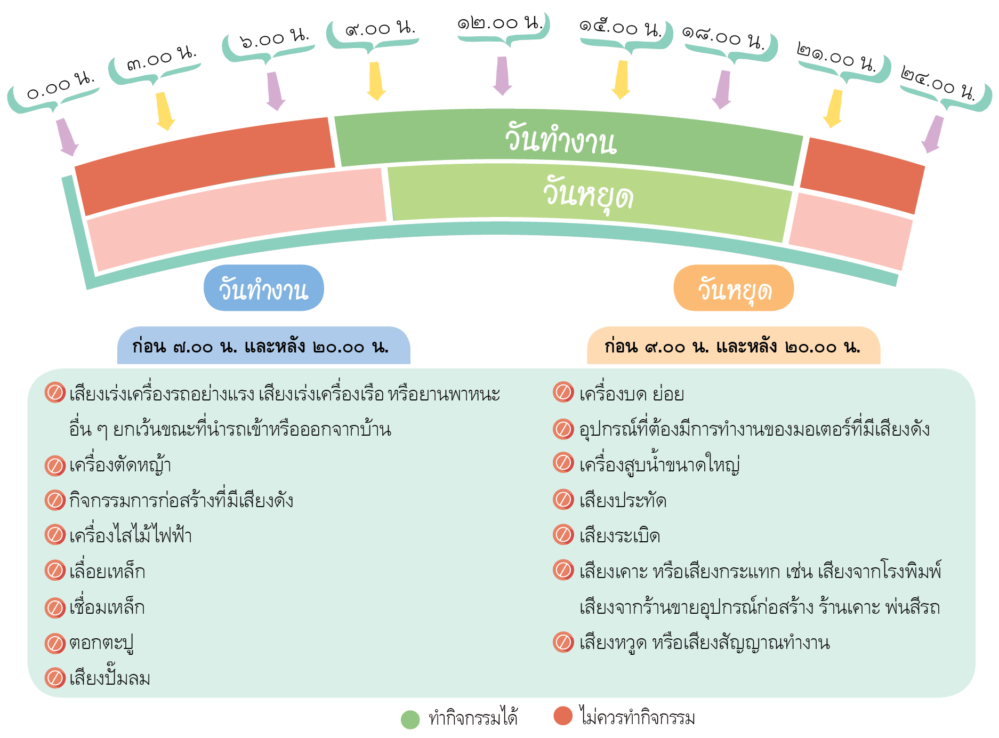 ๐.๐๐ น.
๓.๐๐ น.
๖.๐๐ น.
๙.๐๐ น.
๑๒.๐๐ น.
๑๕.๐๐ น.
๑๘.๐๐ น.
๒๑.๐๐ น.
๒๔.๐๐ น.
วันทำงาน
วันหยุด
วันทำงาน
วันหยุด
ก่อน ๗.๐๐ น. และหลัง ๒๐.๐๐ น.
ก่อน ๙.๐๐ น. และหลัง ๒๐.๐๐ น.
เสียงเร่งเครื่องรถอย่างแรง เสียงเร่งเครื่องเรือ หรือยานพาหนะ
อื่น ๆ ยกเว้นขณะที่นำรถเข้าหรือออกจากบ้าน
เครื่องตัดหญ้า
กิจกรรมการก่อสร้างที่มีเสียงดัง
เครื่องไสไม้ไฟฟ้า
เลื่อยเหล็ก
เชื่อมเหล็ก
ตอกตะปู
เสียงปั๊มลม
เครื่องบด ย่อย
อุปกรณ์ที่ต้องมีการทำงานของมอเตอร์ที่มีเสียงดัง
เครื่องสูบน้ำขนาดใหญ่
เสียงประทัด
เสียงระเบิด
เสียงเคาะ หรือเสียงกระแทก เช่น เสียงจากโรงพิมพ์
เสียงจากร้านขายอุปกรณ์ก่อสร้าง ร้านเคาะ พ่นสีรถ
เสียงหวูด หรือเสียงสัญญาณทำงาน
ทำกิจกรรมได้
ไม่ควรทำกิจกรรม